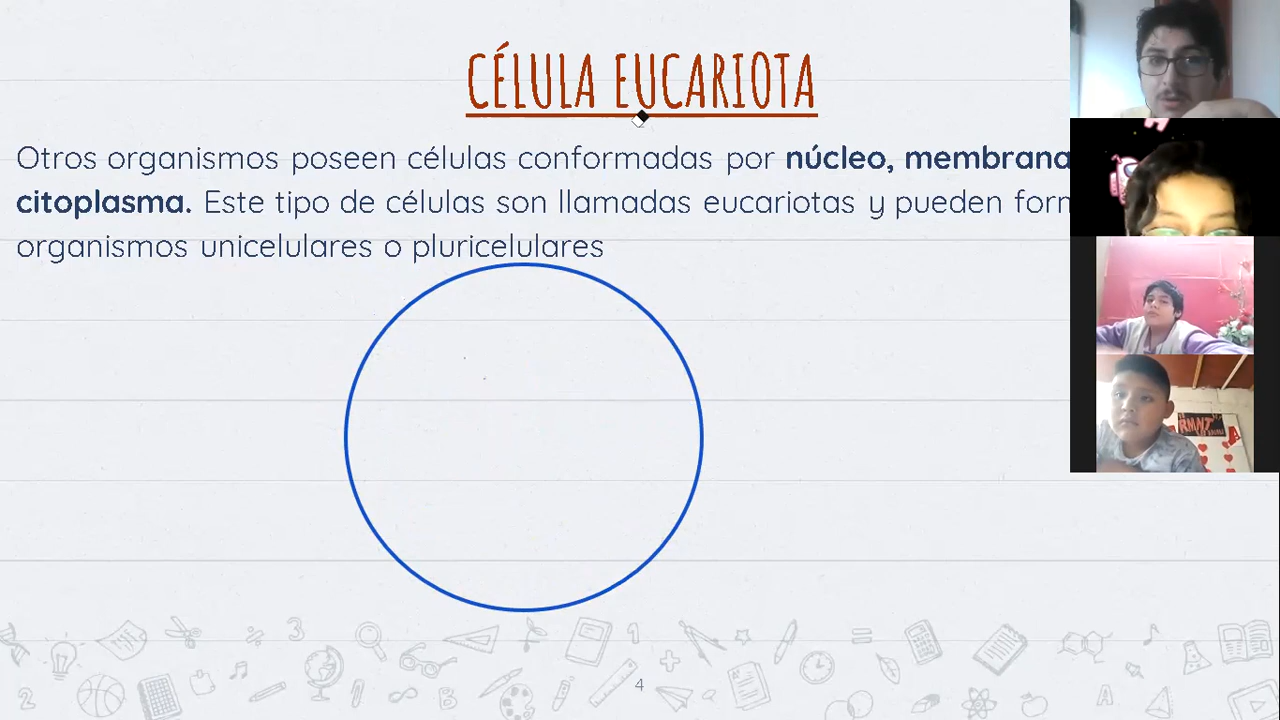 CÉLULA EUCARIOTA
Otros organismos poseen células conformadas por núcleo, membrana
citoplasma. Este tipo de células son llamadas eucariotas y pueden form
organismos unicelulares o pluricelulares
RMNT
4